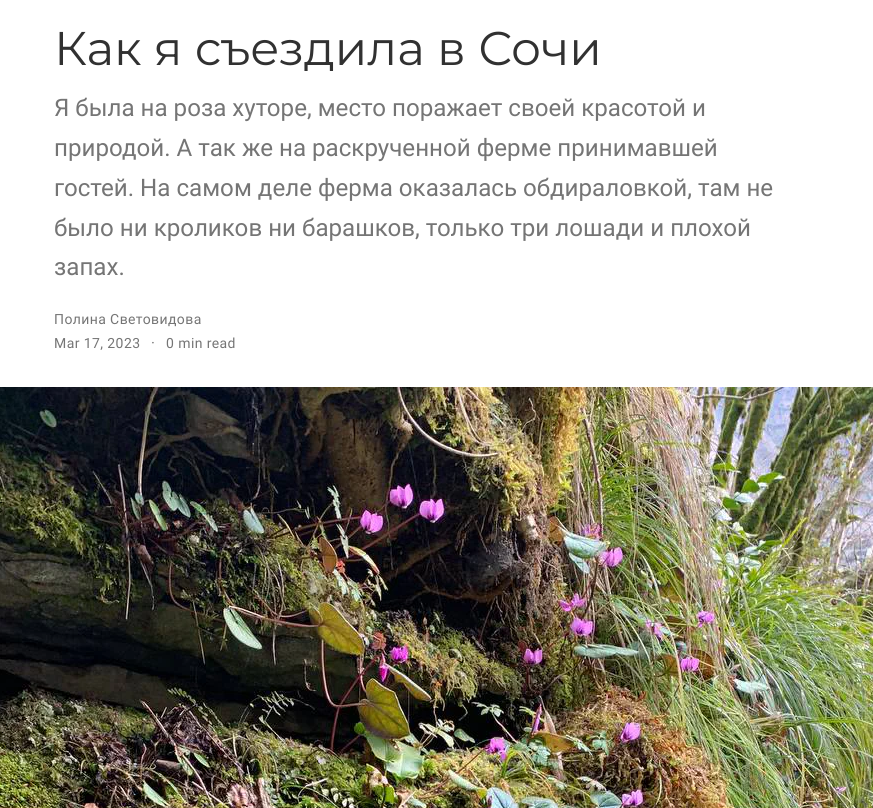 Как я съездила в Сочи
Я была на роза хуторе, место поражает своей красотой и
природой. А так же на раскрученной ферме принимавшей
гостей. На самом деле ферма оказалась обдираловкой, там не
было ни кроликов ни барашков, только три лошади и плохой
запах.
Полина Световидова
Mar 17, 2023 · 0 min read